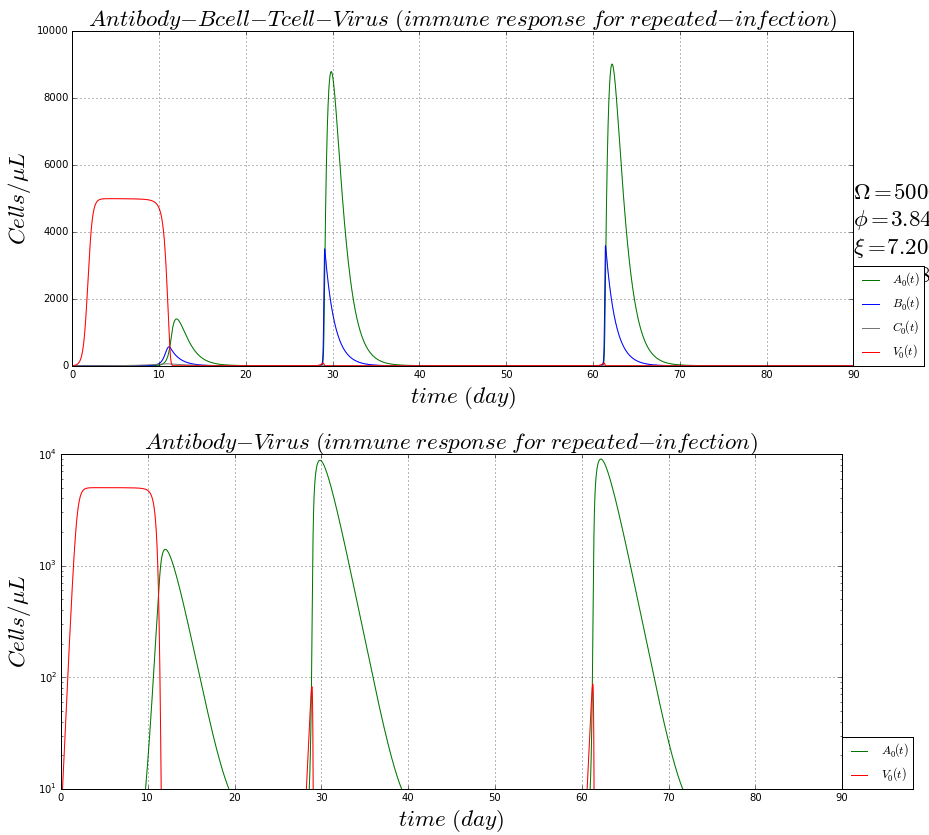 Antibody−Bcell−Tcell−Virus (immune response for repeated−infection)
10000
8000
6000
4000
2000
0
Cells/μL
0 10 20 30 40 50 60 70 80 90
time (day)
Ω=500
ϕ=3.84
ξ=7.20
8
A₀(t)
B₀(t)
C₀(t)
V₀(t)
Antibody−Virus (immune response for repeated−infection)
10⁴
10³
10²
10¹
Cells/μL
0 10 20 30 40 50 60 70 80 90
time (day)
A₀(t)
V₀(t)